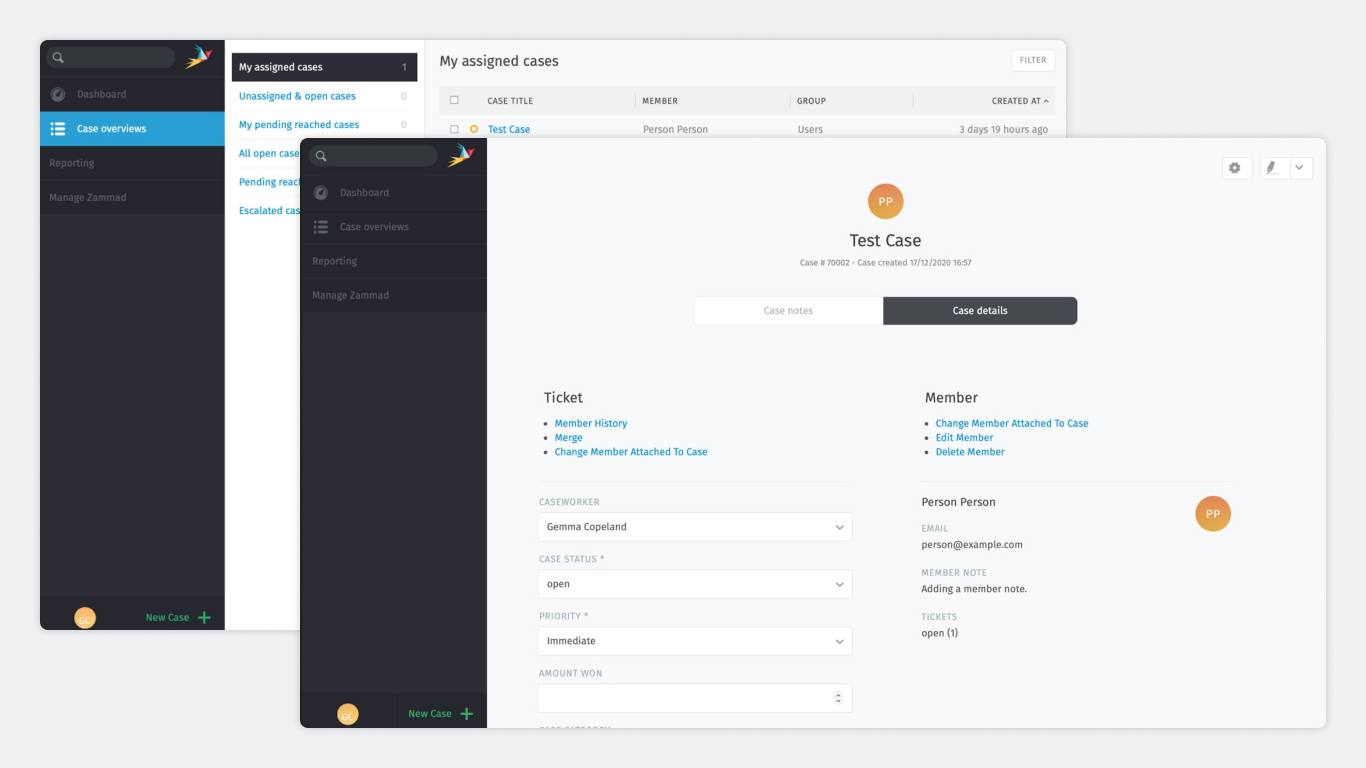 Dashboard
Case overviews
Reporting
Manage Zammad
GC
New Case
My assigned cases 1
Unassigned & open cases 0
My pending reached cases 0
All open case
Pending reac
Escalated cas
My assigned cases
FILTER
CASE TITLE MEMBER GROUP CREATED AT
Test Case Person Person Users 3 days 19 hours ago
Dashboard
Case overviews
Reporting
Manage Zammad
GC
New Case
PP
Test Case
Case # 70002 - Case created 17/12/2020 16:57
Case notes Case details
Ticket
• Member History
• Merge
• Change Member Attached To Case
CASEWORKER
Gemma Copeland
CASE STATUS *
open
PRIORITY *
Immediate
AMOUNT WON
CASE CATEGORY
Member
• Change Member Attached To Case
• Edit Member
• Delete Member
Person Person
PP
EMAIL
person@example.com
MEMBER NOTE
Adding a member note.
TICKETS
open (1)